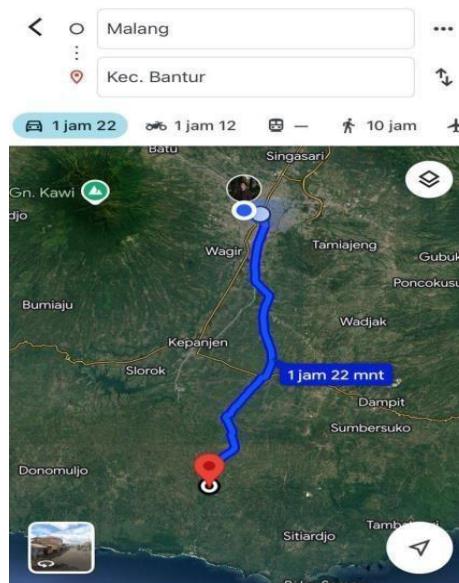 Malang
Kec. Bantur
1 jam 22
1 jam 12
—
10 jam
Batu
Singasari
Gn. Kawi
djo
Wagir
Tamiajeng
Gubuk
Poncokusu
Bumiaju
Wadjak
Kepanjen
Slorok
1 jam 22 mnt
Dampit
Sumbersuko
Donomuljo
Sitiardjo